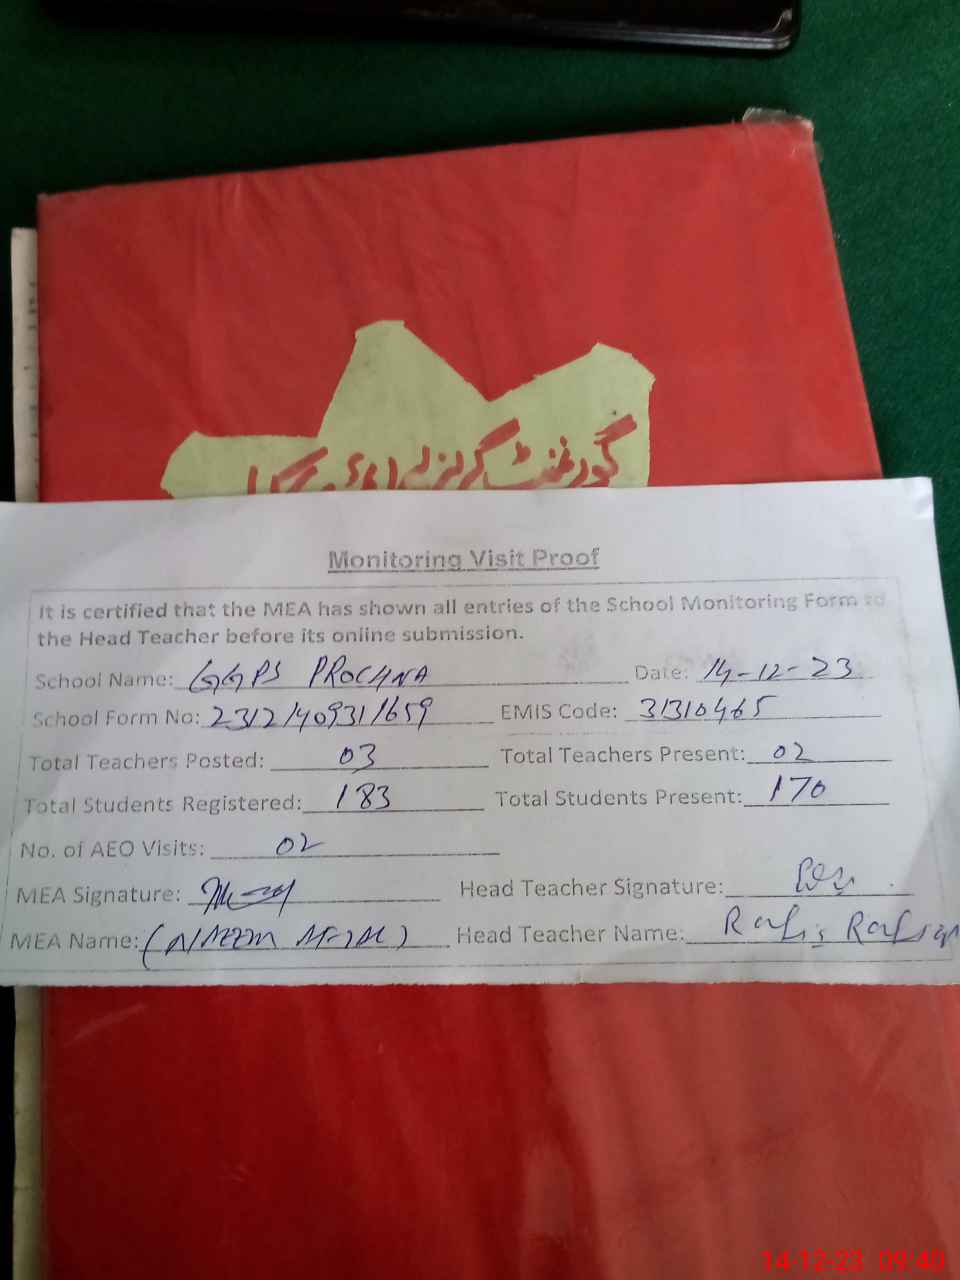 گورنمنٹ گرلز
Monitoring Visit Proof
It is certified that the MEA has shown all entries of the School Monitoring Form to
the Head Teacher before its online submission.
School Name: GGPS PROCHNA Date: 14-12-23
School Form No: 23121409311659 EMIS Code: 31310465
Total Teachers Posted: 03 Total Teachers Present: 02
Total Students Registered: 183 Total Students Present: 170
No. of AEO Visits: 02
MEA Signature: Head Teacher Signature:
MEA Name: (NAEEM AFZAL) Head Teacher Name:
14-12-23 09:40